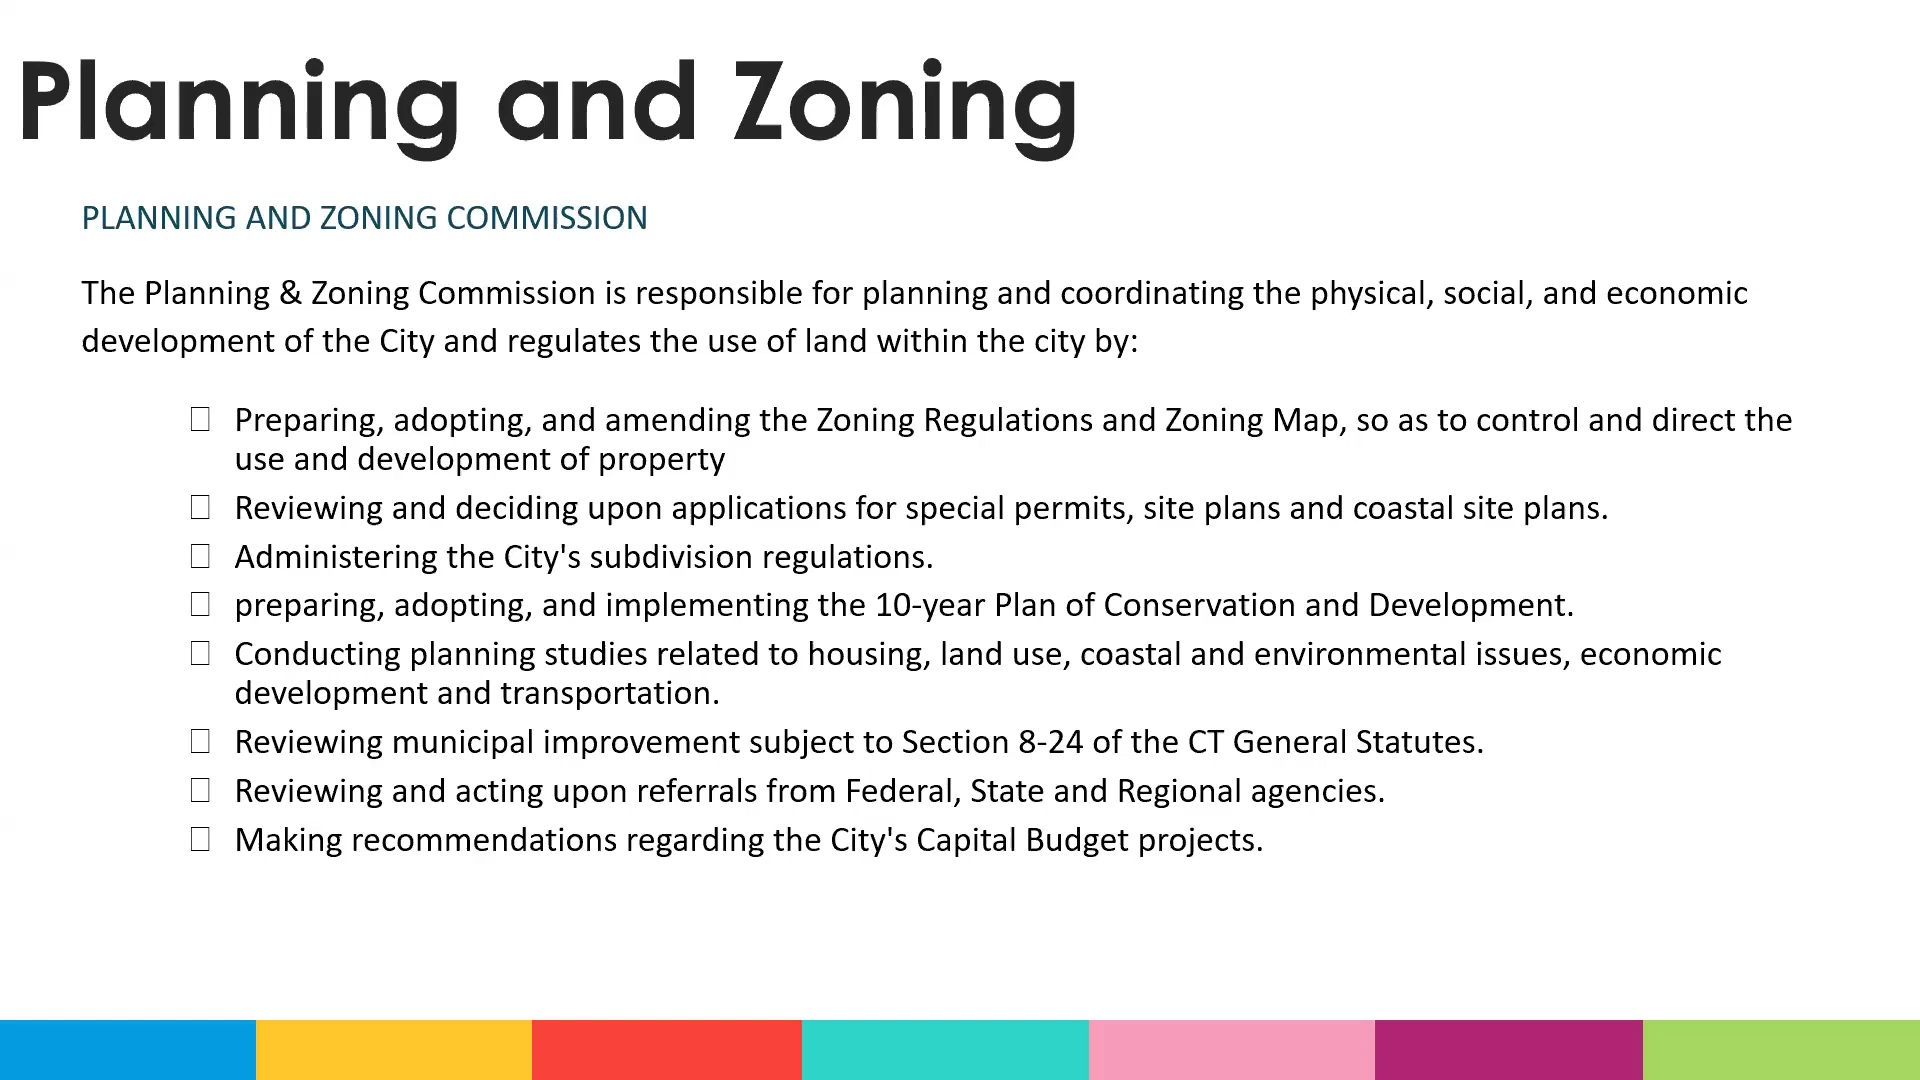 Planning and Zoning
PLANNING AND ZONING COMMISSION
The Planning & Zoning Commission is responsible for planning and coordinating the physical, social, and economic
development of the City and regulates the use of land within the city by:
Preparing, adopting, and amending the Zoning Regulations and Zoning Map, so as to control and direct the
use and development of property
Reviewing and deciding upon applications for special permits, site plans and coastal site plans.
Administering the City's subdivision regulations.
preparing, adopting, and implementing the 10-year Plan of Conservation and Development.
Conducting planning studies related to housing, land use, coastal and environmental issues, economic
development and transportation.
Reviewing municipal improvement subject to Section 8-24 of the CT General Statutes.
Reviewing and acting upon referrals from Federal, State and Regional agencies.
Making recommendations regarding the City's Capital Budget projects.